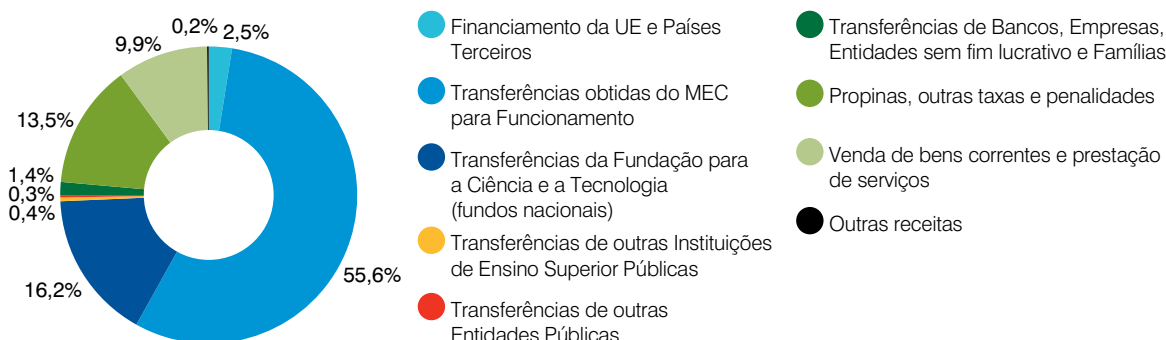 0,2%
2,5%
9,9%
13,5%
1,4%
0,3%
0,4%
16,2%
55,6%
Financiamento da UE e Países
Terceiros
Transferências obtidas do MEC
para Funcionamento
Transferências da Fundação para
a Ciência e a Tecnologia
(fundos nacionais)
Transferências de outras Instituições
de Ensino Superior Públicas
Transferências de outras
Entidades Públicas
Transferências de Bancos, Empresas,
Entidades sem fim lucrativo e Famílias
Propinas, outras taxas e penalidades
Venda de bens correntes e prestação
de serviços
Outras receitas